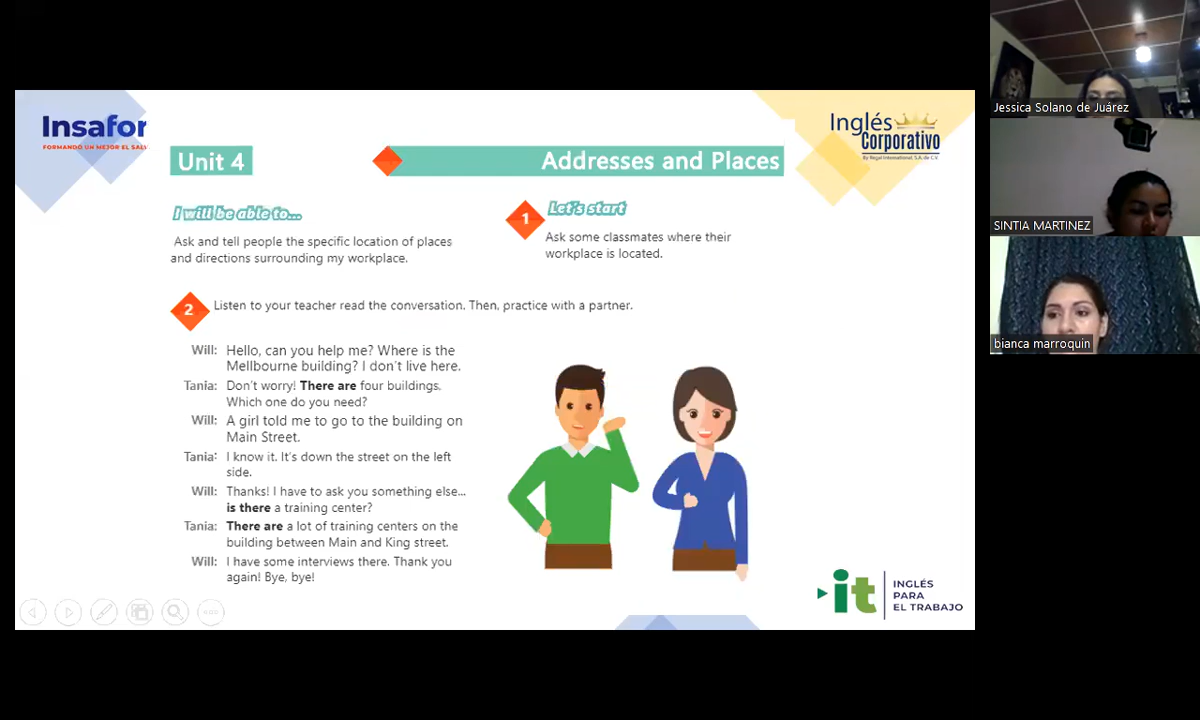 Insafor
FORMANDO UN MEJOR EL SALV
Inglés
Corporativo
By Regal International, S.A. de C.V.
Unit 4
Addresses and Places
I will be able to...
Ask and tell people the specific location of places
and directions surrounding my workplace.
1
Let's start
Ask some classmates where their
workplace is located.
2
Listen to your teacher read the conversation. Then, practice with a partner.
Will: Hello, can you help me? Where is the
Mellbourne building? I don't live here.
Tania: Don't worry! There are four buildings.
Which one do you need?
Will: A girl told me to go to the building on
Main Street.
Tania: I know it. It's down the street on the left
side.
Will: Thanks! I have to ask you something else...
is there a training center?
Tania: There are a lot of training centers on the
building between Main and King street.
Will: I have some interviews there. Thank you
again! Bye, bye!
it
INGLÉS
PARA
EL TRABAJO
Jessica Solano de Juárez
SINTIA MARTINEZ
bianca marroquin